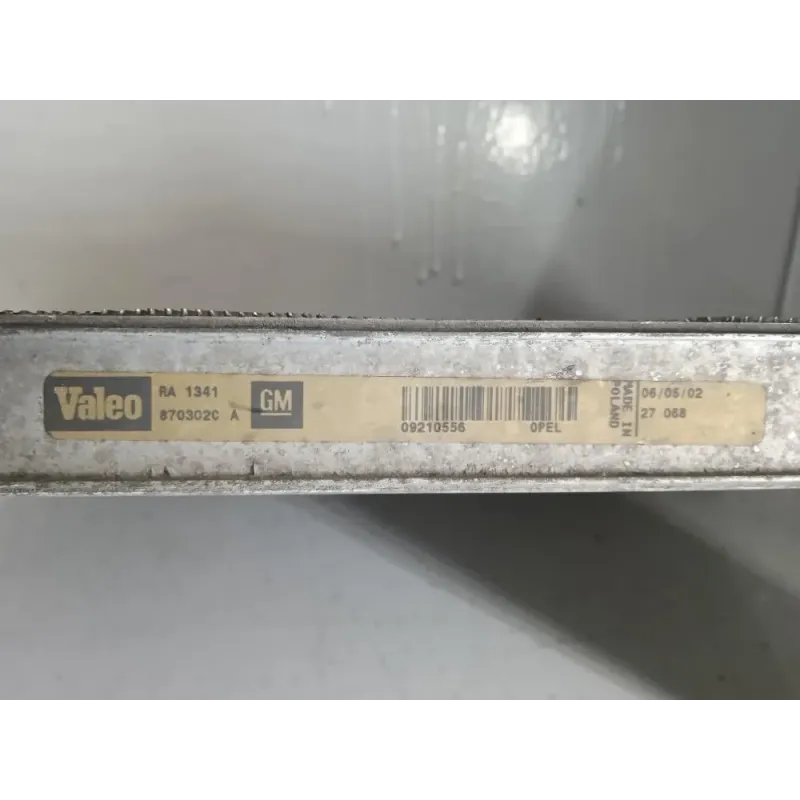 Valeo
RA 1341
870302C A
GM
09210556 OPEL
MADE IN
POLAND
06/05/02
27 068